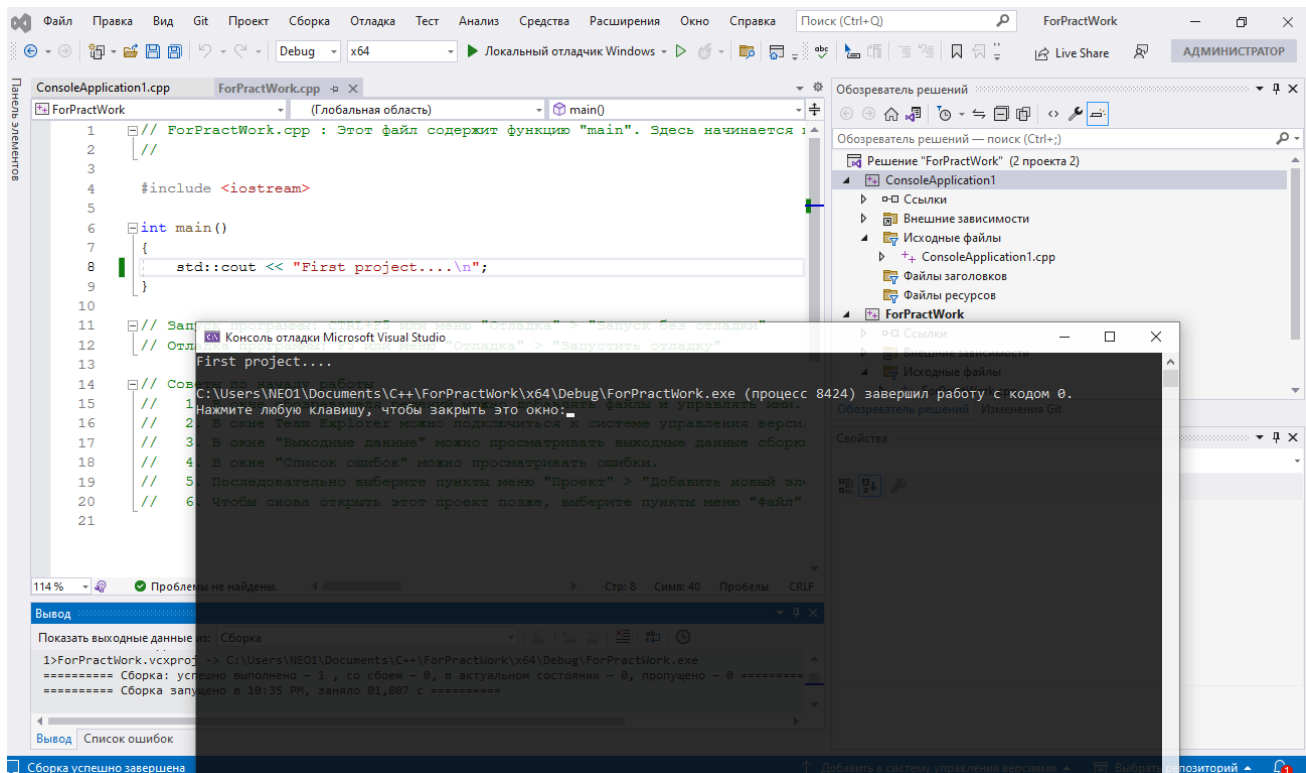 Файл Правка Вид Git Проект Сборка Отладка Тест Анализ Средства Расширения Окно Справка Поиск (Ctrl+Q) ForPractWork
Debug x64 Локальный отладчик Windows Live Share АДМИНИСТРАТОР
Панель элементов
ConsoleApplication1.cpp ForPractWork.cpp
ForPractWork (Глобальная область) main()
1 // ForPractWork.cpp : Этот файл содержит функцию "main". Здесь начинается
2 //
3
4 #include <iostream>
5
6 int main()
7 {
8 std::cout << "First project....\n";
9 }
10
11 // Запуск программы: CTRL+F5 или меню "Отладка" > "Запуск без отладки"
12 // Отладка программы: F5 или меню "Отладка" > "Запустить отладку"
13
14 // Советы по началу работы
15 // 1. В окне обозревателя решений можно добавлять файлы и управлять ими.
16 // 2. В окне Team Explorer можно подключиться к системе управления верси
17 // 3. В окне "Выходные данные" можно просматривать выходные данные сборк
18 // 4. В окне "Список ошибок" можно просматривать ошибки.
19 // 5. Последовательно выберите пункты меню "Проект" > "Добавить новый эл
20 // 6. Чтобы снова открыть этот проект позже, выберите пункты меню "Файл"
21
114 % Проблемы не найдены. Стр: 8 Симв: 40 Пробелы CRLF
Консоль отладки Microsoft Visual Studio
First project....
C:\Users\NEO1\Documents\C++\ForPractWork\x64\Debug\ForPractWork.exe (процесс 8424) завершил работу с кодом 0.
Нажмите любую клавишу, чтобы закрыть это окно:
Вывод
Показать выходные данные из: Сборка
1>ForPractWork.vcxproj -> C:\Users\NEO1\Documents\C++\ForPractWork\x64\Debug\ForPractWork.exe
========== Сборка: успешно выполнено — 1 , со сбоем — 0, в актуальном состоянии — 0, пропущено — 0 ==========
========== Сборка запущено в 10:35 PM, заняло 01,807 с ==========
Вывод Список ошибок
Обозреватель решений
Обозреватель решений — поиск (Ctrl+;)
Решение "ForPractWork" (2 проекта 2)
ConsoleApplication1
Ссылки
Внешние зависимости
Исходные файлы
ConsoleApplication1.cpp
Файлы заголовков
Файлы ресурсов
ForPractWork
Ссылки
Внешние зависимости
Исходные файлы
ForPractWork.cpp
Обозреватель решений Изменения Git
Свойства
Сборка успешно завершена Добавить в систему управления версиями Выбрать репозиторий 1